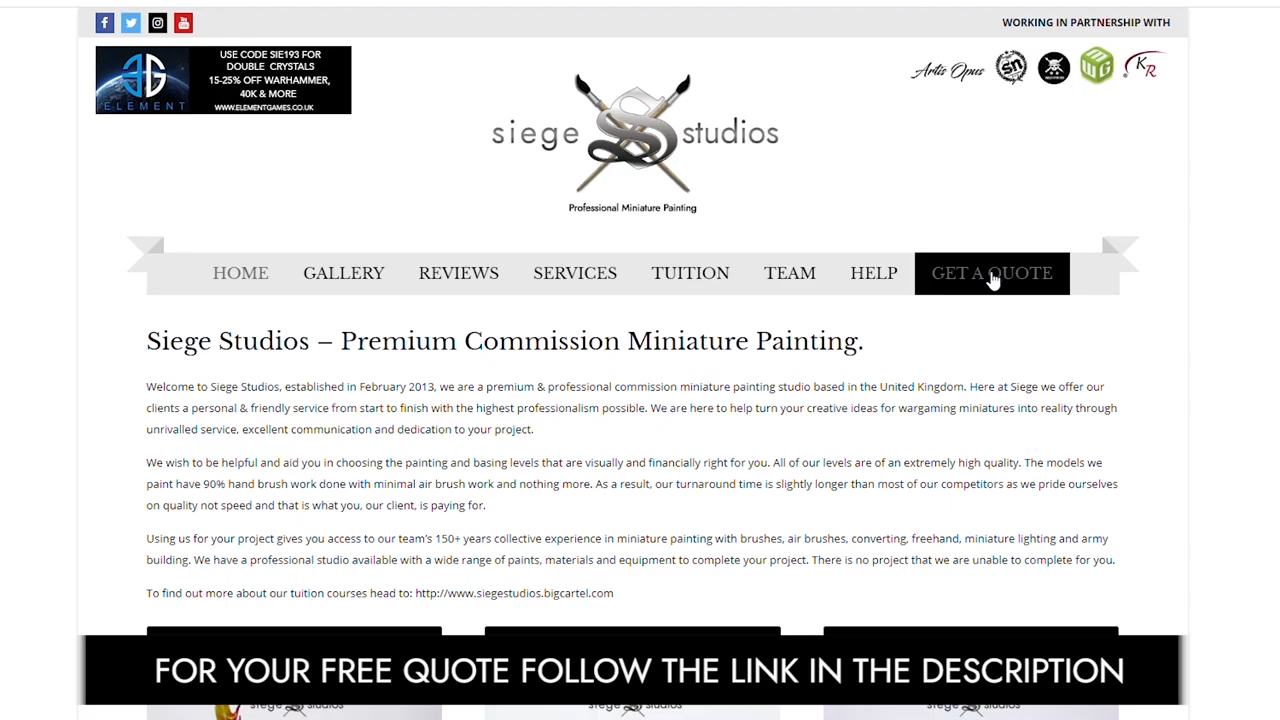 WORKING IN PARTNERSHIP WITH
USE CODE SIE193 FOR
DOUBLE CRYSTALS
15-25% OFF WARHAMMER,
40K & MORE
WWW.ELEMENTGAMES.CO.UK
ELEMENT
Artis Opus
KR
siege studios
Professional Miniature Painting
HOME GALLERY REVIEWS SERVICES TUITION TEAM HELP GET A QUOTE
Siege Studios – Premium Commission Miniature Painting.
Welcome to Siege Studios, established in February 2013, we are a premium & professional commission miniature painting studio based in the United Kingdom. Here at Siege we offer our
clients a personal & friendly service from start to finish with the highest professionalism possible. We are here to help turn your creative ideas for wargaming miniatures into reality through
unrivalled service, excellent communication and dedication to your project.
We wish to be helpful and aid you in choosing the painting and basing levels that are visually and financially right for you. All of our levels are of an extremely high quality. The models we
paint have 90% hand brush work done with minimal air brush work and nothing more. As a result, our turnaround time is slightly longer than most of our competitors as we pride ourselves
on quality not speed and that is what you, our client, is paying for.
Using us for your project gives you access to our team's 150+ years collective experience in miniature painting with brushes, air brushes, converting, freehand, miniature lighting and army
building. We have a professional studio available with a wide range of paints, materials and equipment to complete your project. There is no project that we are unable to complete for you.
To find out more about our tuition courses head to: http://www.siegestudios.bigcartel.com
FOR YOUR FREE QUOTE FOLLOW THE LINK IN THE DESCRIPTION